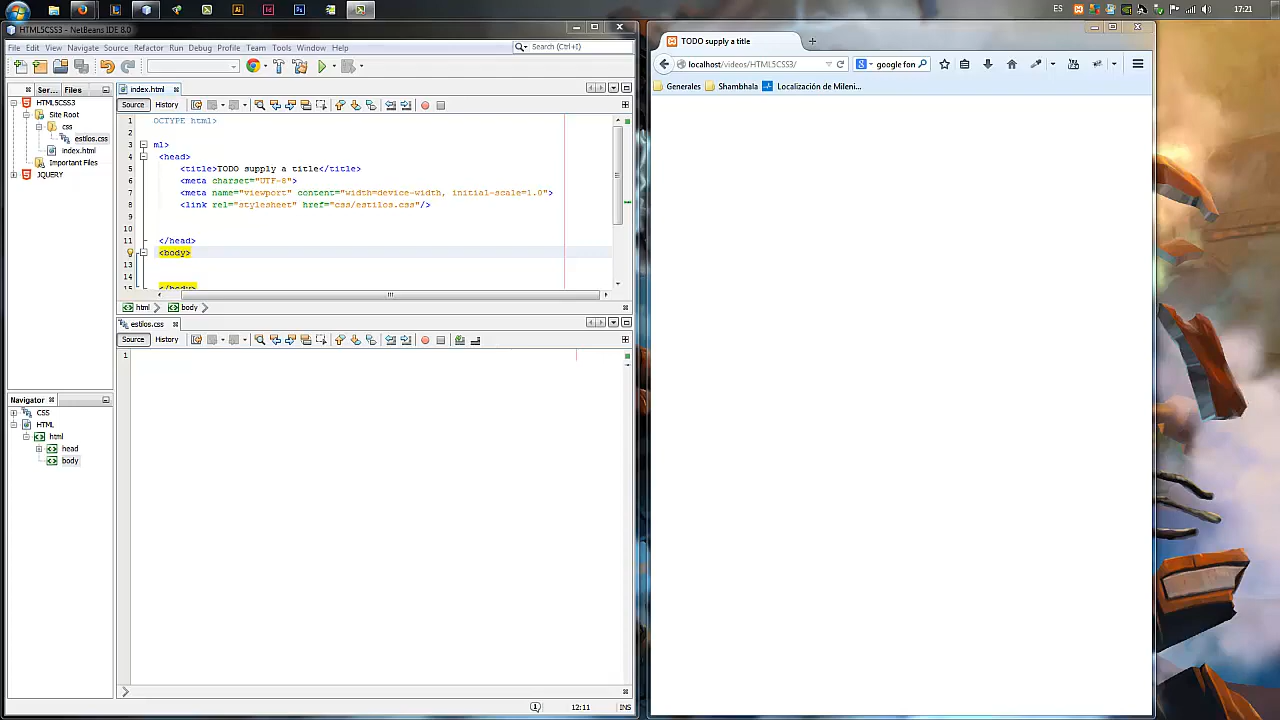 ES
17:21
HTML5CSS3 - NetBeans IDE 8.0
File Edit View Navigate Source Refactor Run Debug Profile Team Tools Window Help
Search (Ctrl+I)
Ser... Files
HTML5CSS3
Site Root
css
estilos.css
index.html
Important Files
JQUERY
index.html
Source History
1 OCTYPE html>
2
3 ml>
4 <head>
5 <title>TODO supply a title</title>
6 <meta charset="UTF-8">
7 <meta name="viewport" content="width=device-width, initial-scale=1.0">
8 <link rel="stylesheet" href="css/estilos.css"/>
9
10
11 </head>
<body>
13
14
15 </body>
html body
estilos.css
Source History
1
Navigator
CSS
HTML
html
head
body
1 12:11 INS
TODO supply a title
localhost/videos/HTML5CSS3/
google fon
Generales Shambhala Localización de Mileni...